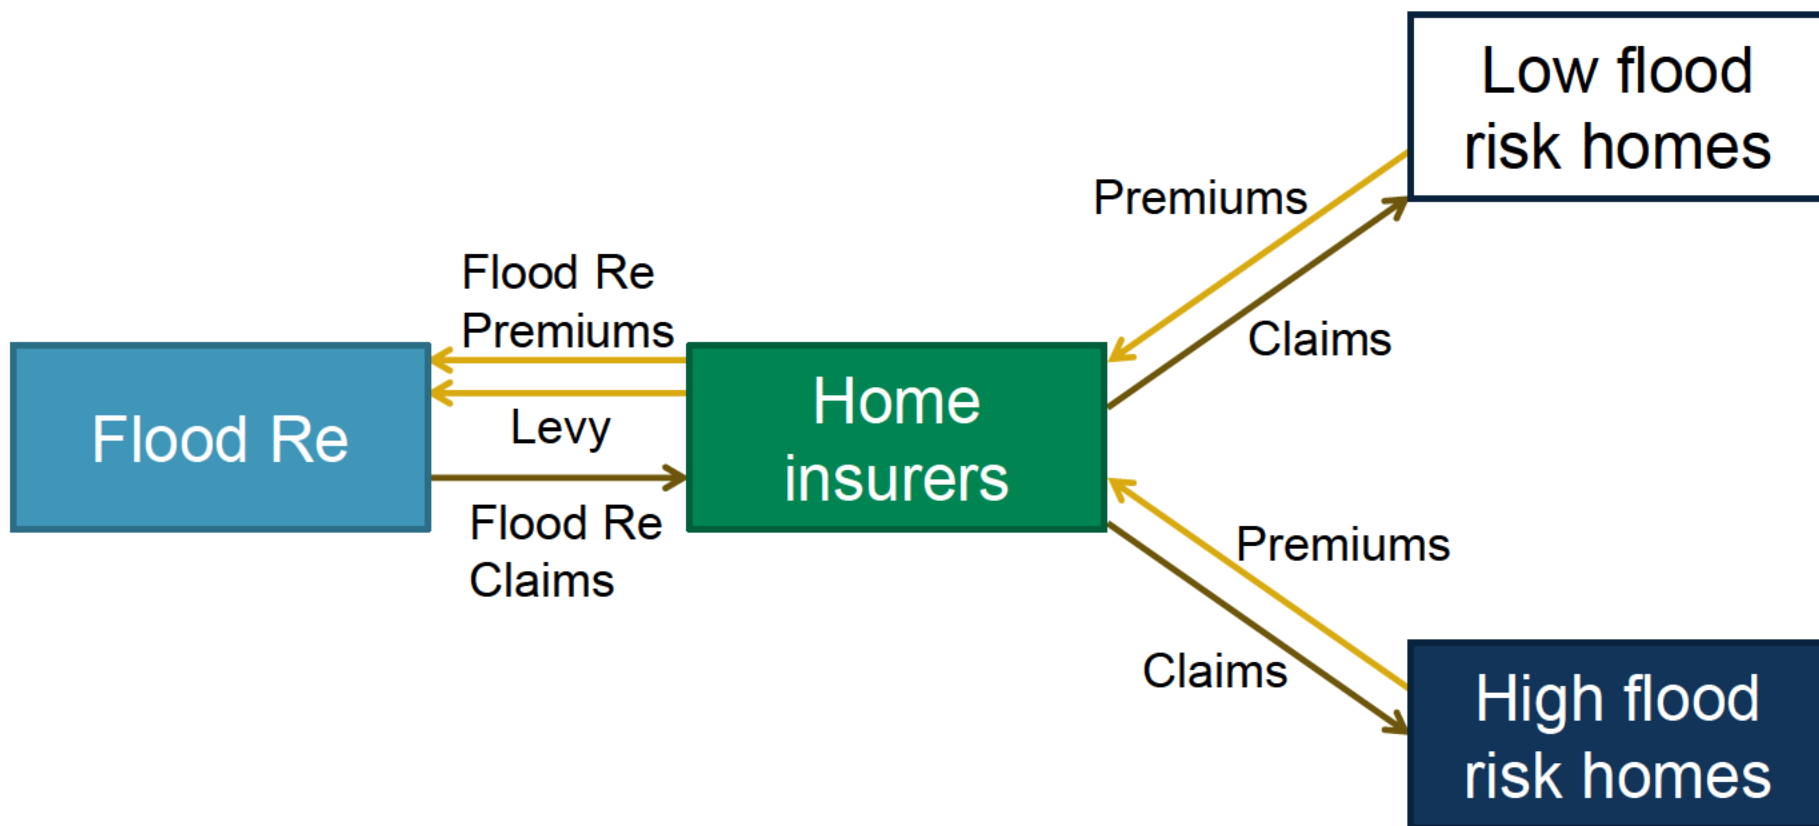 Low flood
risk homes
Premiums
Claims
Flood Re
Premiums
Levy
Flood Re
Claims
Flood Re
Home
insurers
Premiums
Claims
High flood
risk homes